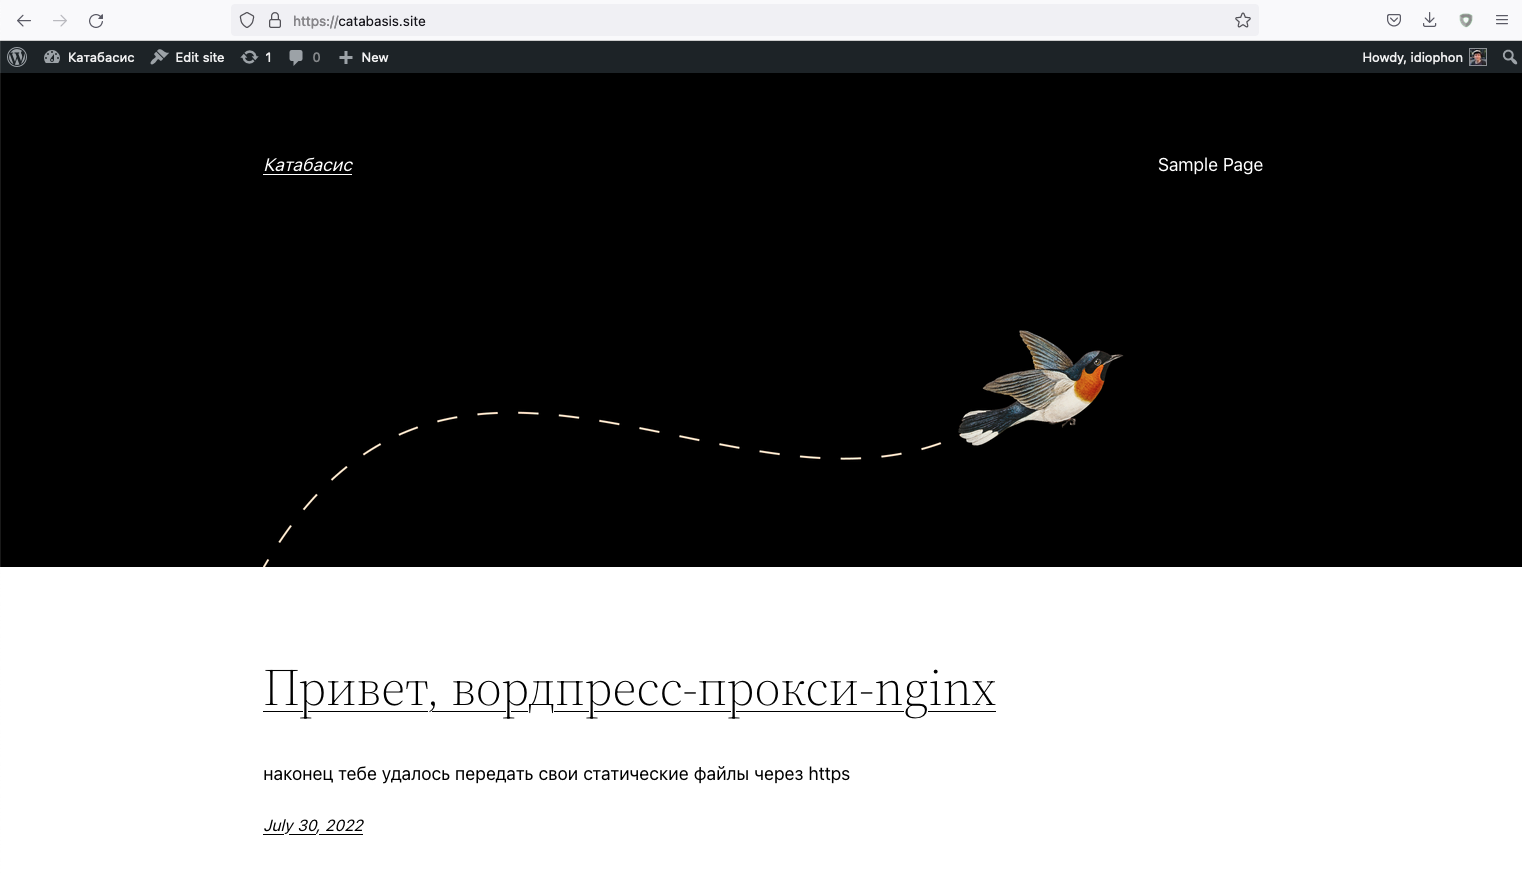 https://catabasis.site
Катабасис Edit site 1 0 New Howdy, idiophon
Катабасис Sample Page
Привет, вордпресс-прокси-nginx
наконец тебе удалось передать свои статические файлы через https
July 30, 2022